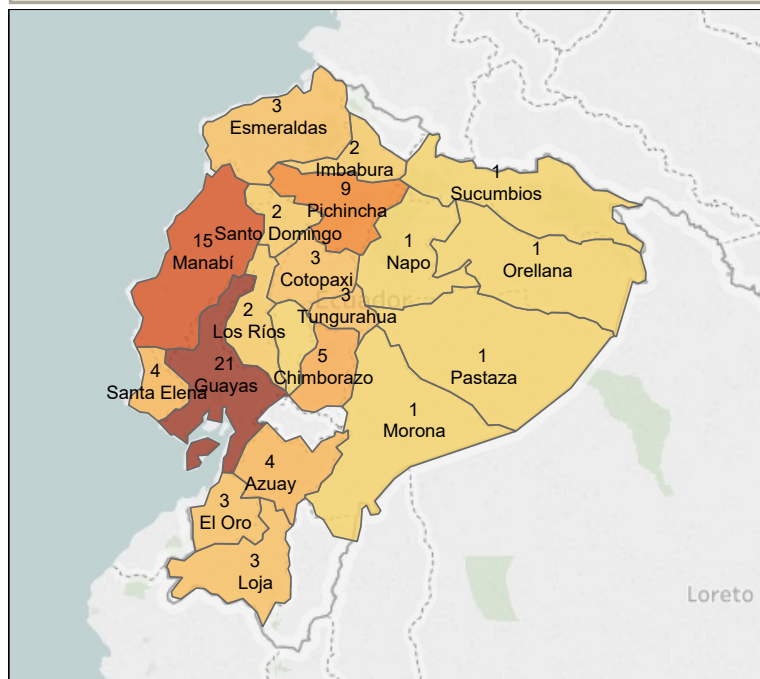 3
Esmeraldas
2
Imbabura
1
Sucumbios
9
Pichincha
2
Santo Domingo
15
Manabí
1
Napo
1
Orellana
3
Cotopaxi
Ecuador
3
Tungurahua
2
Los Ríos
5
Chimborazo
4
Santa Elena
21
Guayas
1
Pastaza
1
Morona
4
Azuay
3
El Oro
3
Loja
Loreto